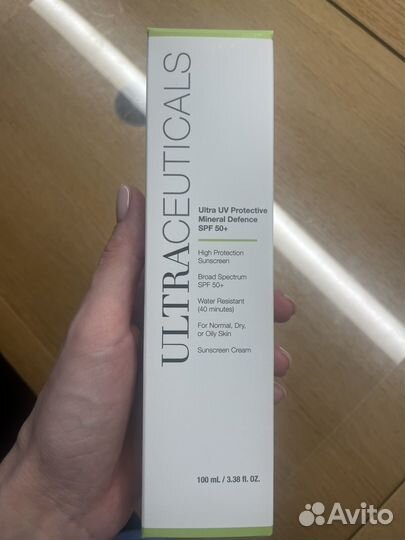 ULTRACEUTICALS
Ultra UV Protective
Mineral Defence
SPF 50+
High Protection
Sunscreen
Broad Spectrum
SPF 50+
Water Resistant
(40 minutes)
For Normal, Dry,
or Oily Skin
Sunscreen Cream
100 mL / 3.38 fl. OZ.
Avito